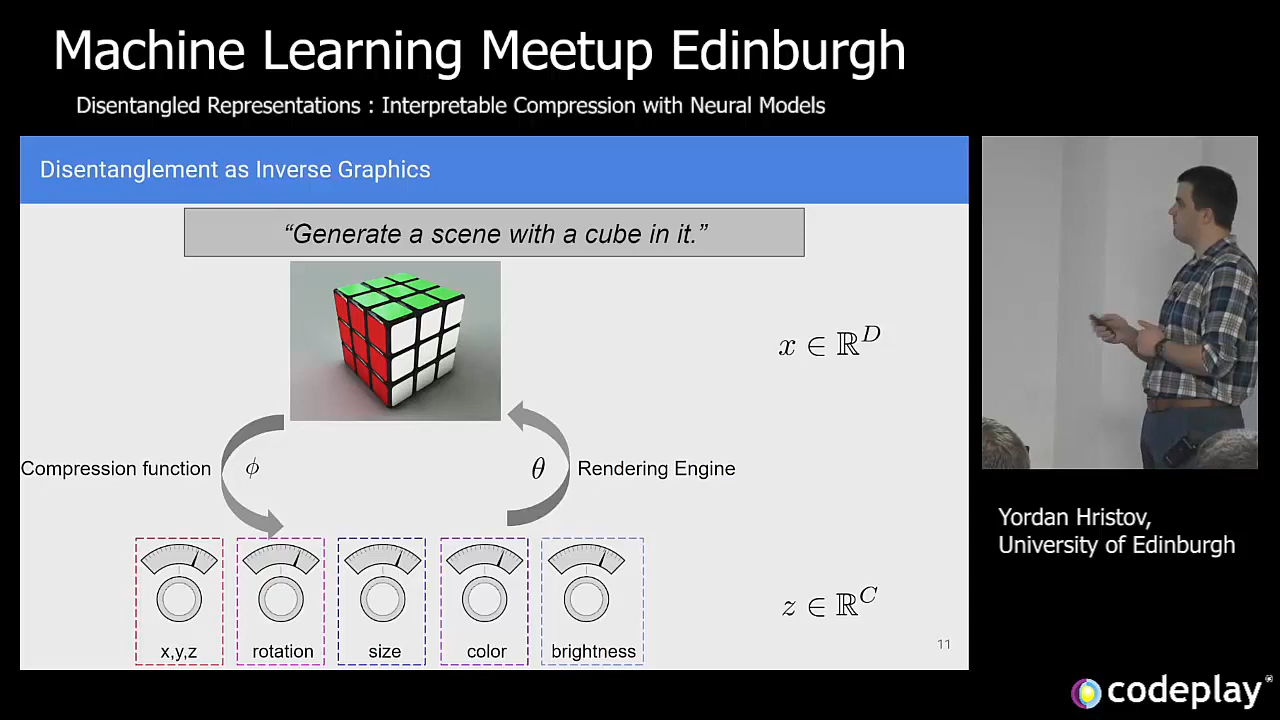 Machine Learning Meetup Edinburgh
Disentangled Representations : Interpretable Compression with Neural Models
Disentanglement as Inverse Graphics
“Generate a scene with a cube in it.”
x ∈ ℝ^D
Compression function
ϕ
θ
Rendering Engine
x,y,z
rotation
size
color
brightness
z ∈ ℝ^C
11
Yordan Hristov,
University of Edinburgh
codeplay®